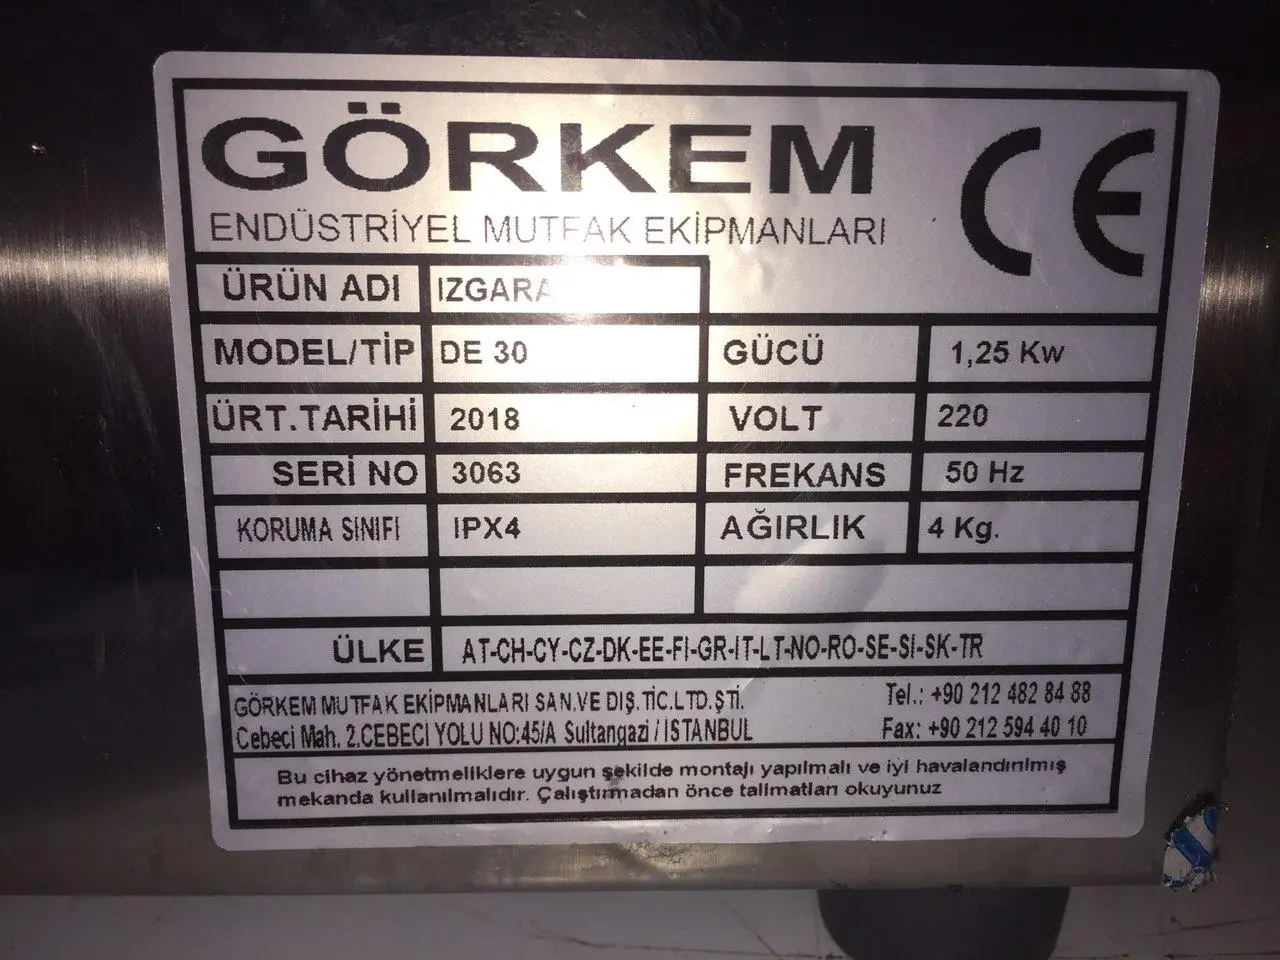 GÖRKEM
ENDÜSTRİYEL MUTFAK EKİPMANLARI
CE
ÜRÜN ADI IZGARA
MODEL/TİP DE 30 GÜCÜ 1,25 Kw
ÜRT.TARİHİ 2018 VOLT 220
SERİ NO 3063 FREKANS 50 Hz
KORUMA SINIFI IPX4 AĞIRLIK 4 Kg.
ÜLKE AT-CH-CY-CZ-DK-EE-FI-GR-IT-LT-NO-RO-SE-SI-SK-TR
GÖRKEM MUTFAK EKİPMANLARI SAN.VE DIŞ.TİC.LTD.ŞTİ. Tel.: +90 212 482 84 88
Cebeci Mah. 2.CEBECİ YOLU NO:45/A Sultangazi / İSTANBUL Fax: +90 212 594 40 10
Bu cihaz yönetmeliklere uygun şekilde montajı yapılmalı ve iyi havalandırılmış
mekanda kullanılmalıdır. Çalıştırmadan önce talimatları okuyunuz